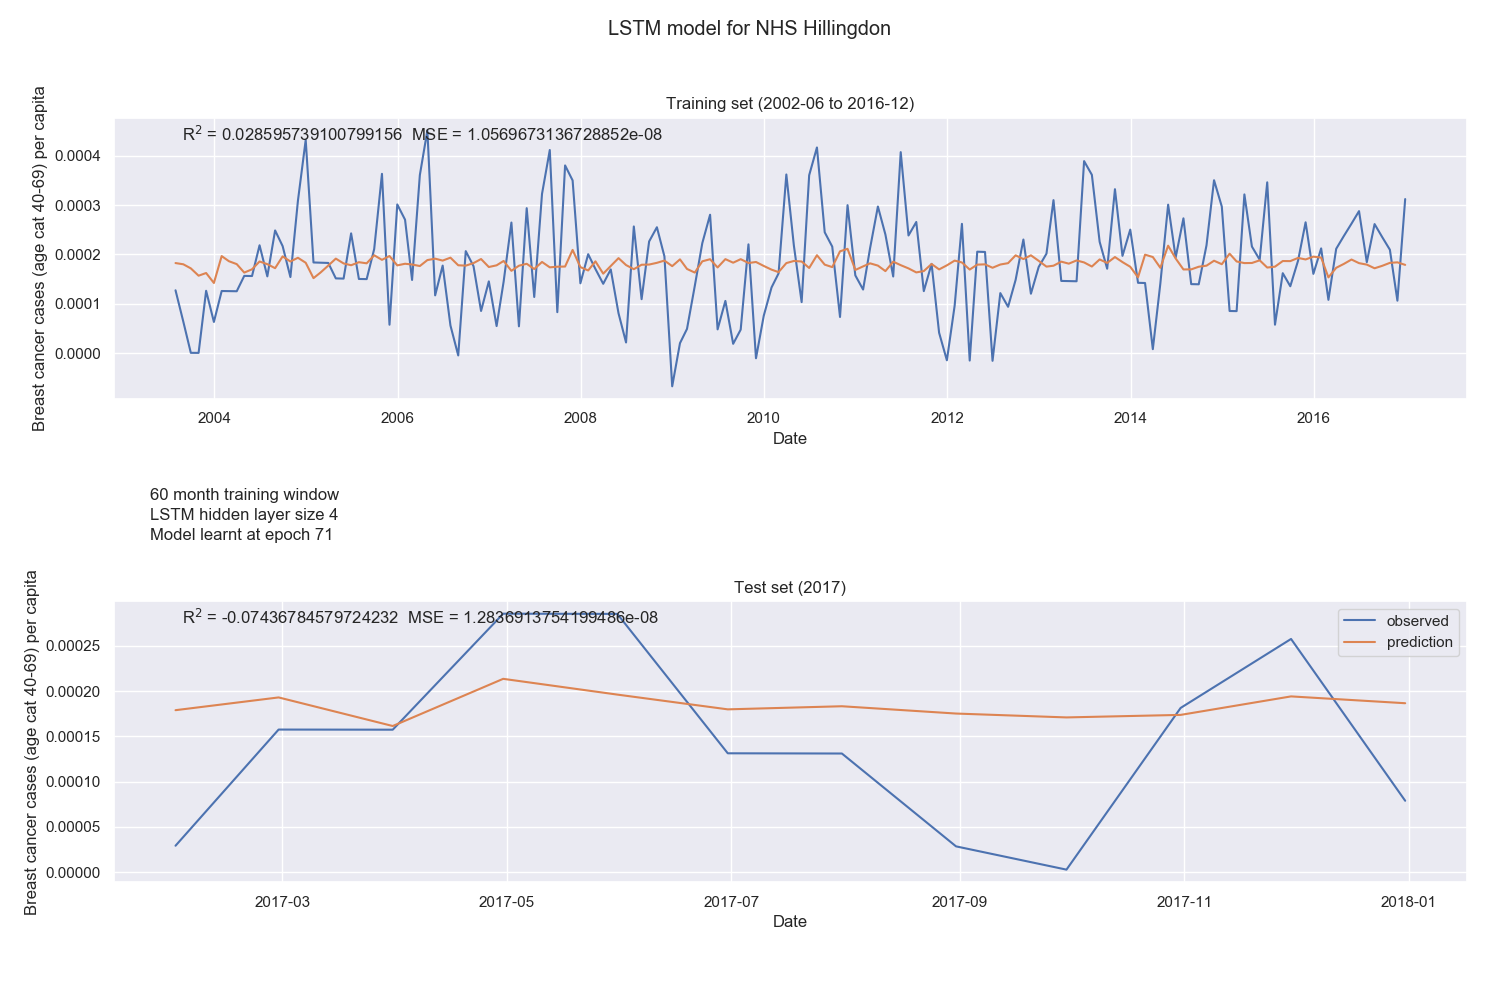 LSTM model for NHS Hillingdon
Training set (2002-06 to 2016-12)
R² = 0.028595739100799156 MSE = 1.0569673136728852e-08
Breast cancer cases (age cat 40-69) per capita
0.0004
0.0003
0.0002
0.0001
0.0000
2004 2006 2008 2010 2012 2014 2016
Date
60 month training window
LSTM hidden layer size 4
Model learnt at epoch 71
Test set (2017)
R² = -0.07436784579724232 MSE = 1.2836913754199486e-08
observed
prediction
Breast cancer cases (age cat 40-69) per capita
0.00025
0.00020
0.00015
0.00010
0.00005
0.00000
2017-03 2017-05 2017-07 2017-09 2017-11 2018-01
Date